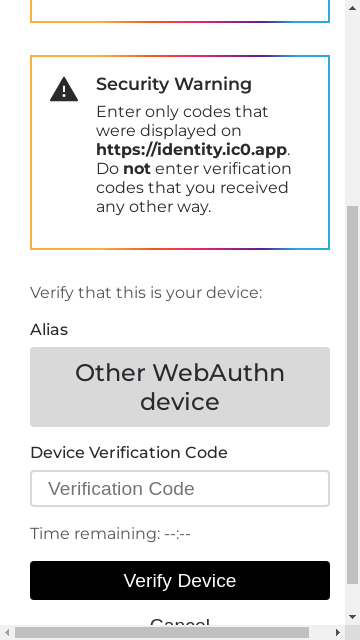 Security Warning
Enter only codes that
were displayed on
https://identity.ic0.app.
Do not enter verification
codes that you received
any other way.
Verify that this is your device:
Alias
Other WebAuthn
device
Device Verification Code
Verification Code
Time remaining: --:--
Verify Device
Cancel